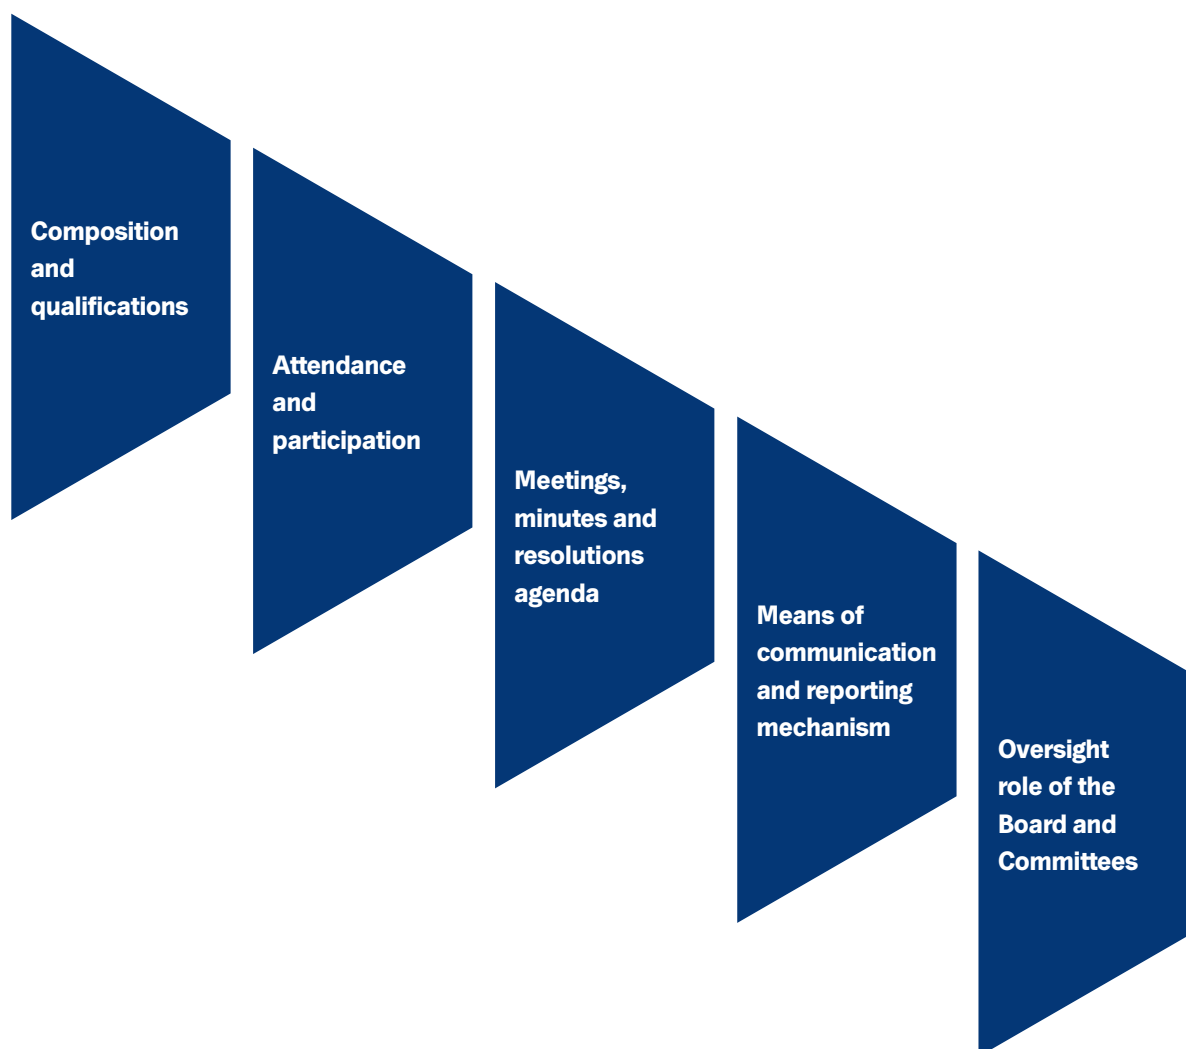 Composition
and
qualifications
Attendance
and
participation
Meetings,
minutes and
resolutions
agenda
Means of
communication
and reporting
mechanism
Oversight
role of the
Board and
Committees